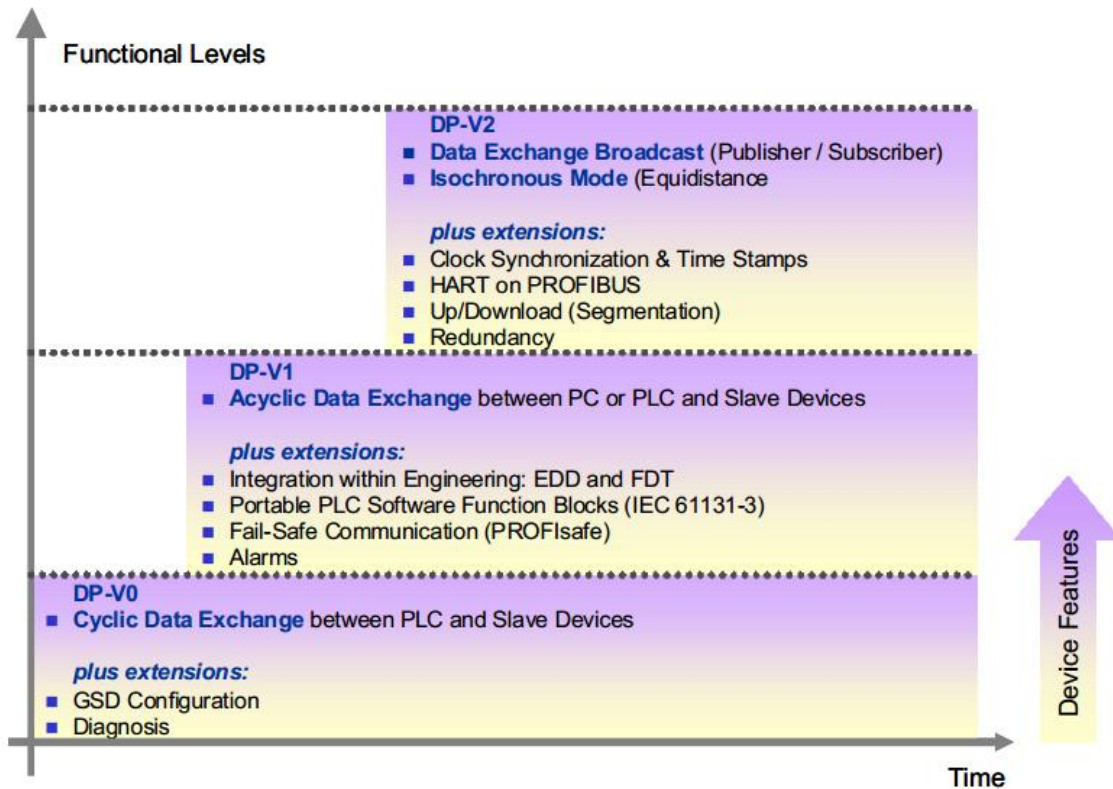 Functional Levels
DP-V2
■ Data Exchange Broadcast (Publisher / Subscriber)
■ Isochronous Mode (Equidistance
plus extensions:
■ Clock Synchronization & Time Stamps
■ HART on PROFIBUS
■ Up/Download (Segmentation)
■ Redundancy
DP-V1
■ Acyclic Data Exchange between PC or PLC and Slave Devices
plus extensions:
■ Integration within Engineering: EDD and FDT
■ Portable PLC Software Function Blocks (IEC 61131-3)
■ Fail-Safe Communication (PROFIsafe)
■ Alarms
DP-V0
■ Cyclic Data Exchange between PLC and Slave Devices
plus extensions:
■ GSD Configuration
■ Diagnosis
Device Features
Time